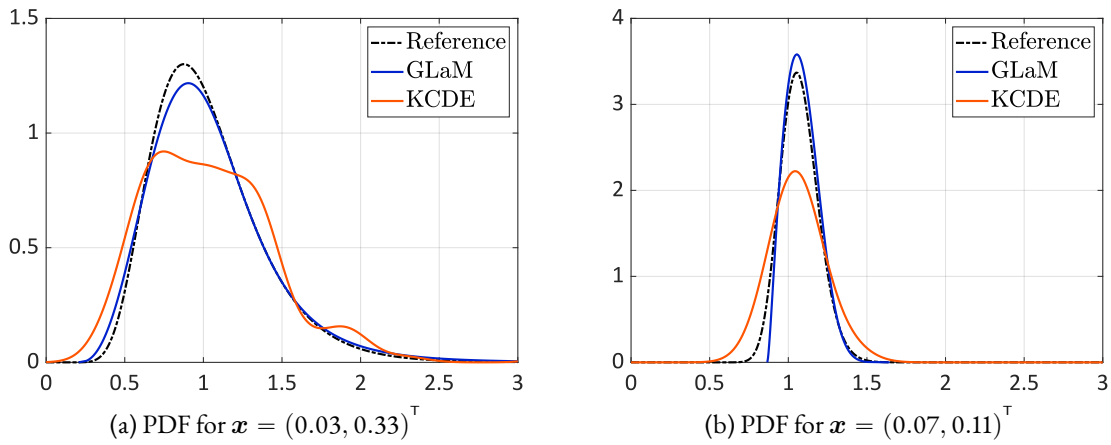 1.5
1
0.5
0
0 0.5 1 1.5 2 2.5 3
Reference
GLaM
KCDE
(a) PDF for x = (0.03, 0.33)⊤
4
3
2
1
0
0 0.5 1 1.5 2 2.5 3
Reference
GLaM
KCDE
(b) PDF for x = (0.07, 0.11)⊤